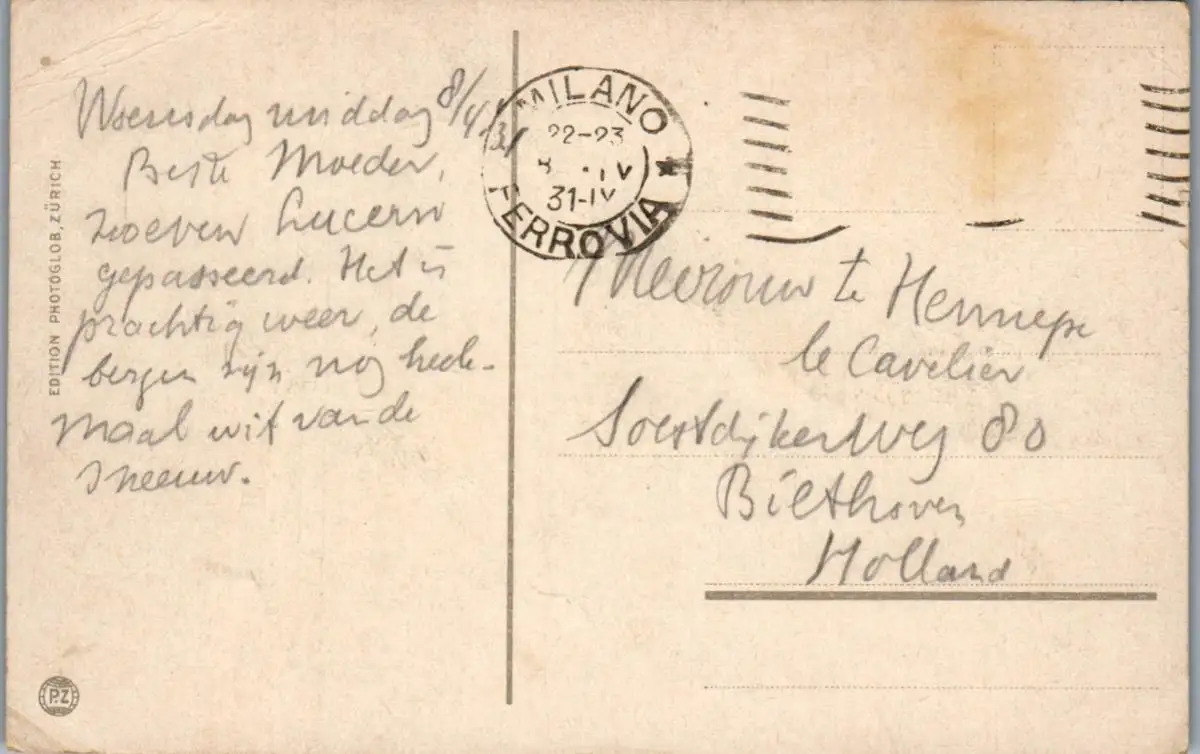 Woensdag middag 8/4/31
Beste Moeder,
zoeven Lucern
gepasseerd. Het is
prachtig weer, de
bergen zijn nog heele-
maal wit van de
sneeuw.
EDITION PHOTOGLOB, ZÜRICH
P.Z
MILANO
22-23
8 · IV
31-IV
FERROVIA
Mevrouw te Hennepe
le Cavelier
Soestdijkerweg 80
Bilthoven
Holland